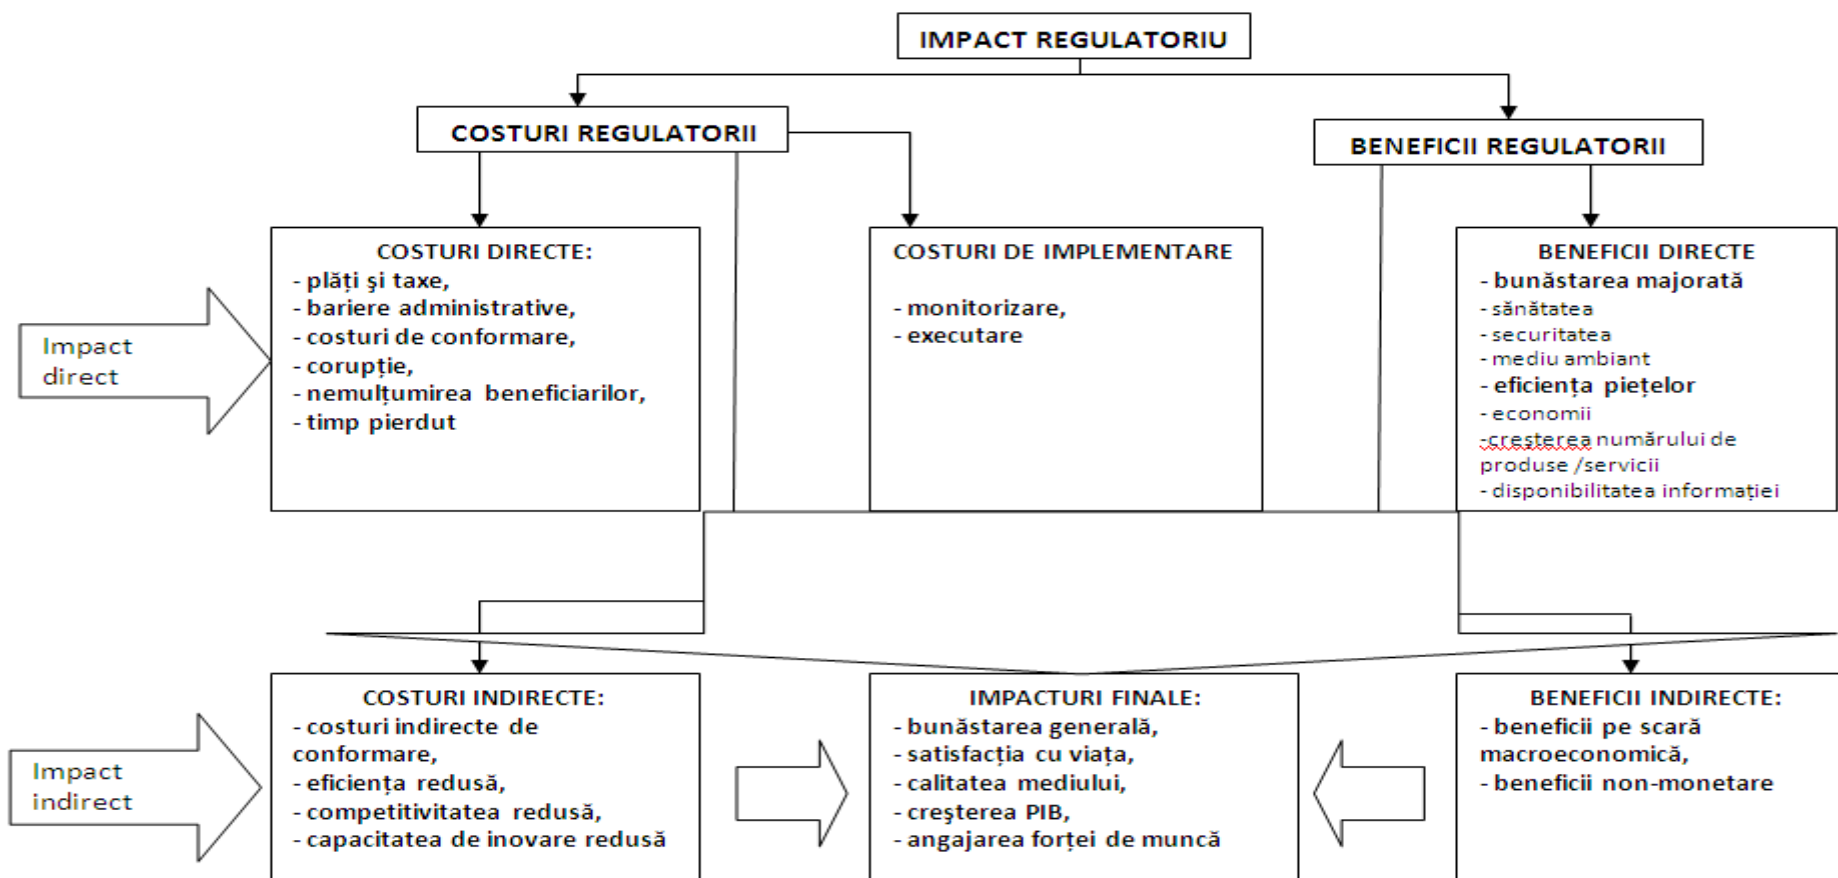 IMPACT REGULATORIU
COSTURI REGULATORII
BENEFICII REGULATORII
Impact
direct
COSTURI DIRECTE:
- plăți şi taxe,
- bariere administrative,
- costuri de conformare,
- corupție,
- nemulțumirea beneficiarilor,
- timp pierdut
COSTURI DE IMPLEMENTARE
- monitorizare,
- executare
BENEFICII DIRECTE
- bunăstarea majorată
- sănătatea
- securitatea
- mediu ambiant
- eficiența piețelor
- economii
-creşterea numărului de
produse /servicii
- disponibilitatea informației
Impact
indirect
COSTURI INDIRECTE:
- costuri indirecte de
conformare,
- eficiența redusă,
- competitivitatea redusă,
- capacitatea de inovare redusă
IMPACTURI FINALE:
- bunăstarea generală,
- satisfacția cu viața,
- calitatea mediului,
- creşterea PIB,
- angajarea forței de muncă
BENEFICII INDIRECTE:
- beneficii pe scară
macroeconomică,
- beneficii non-monetare